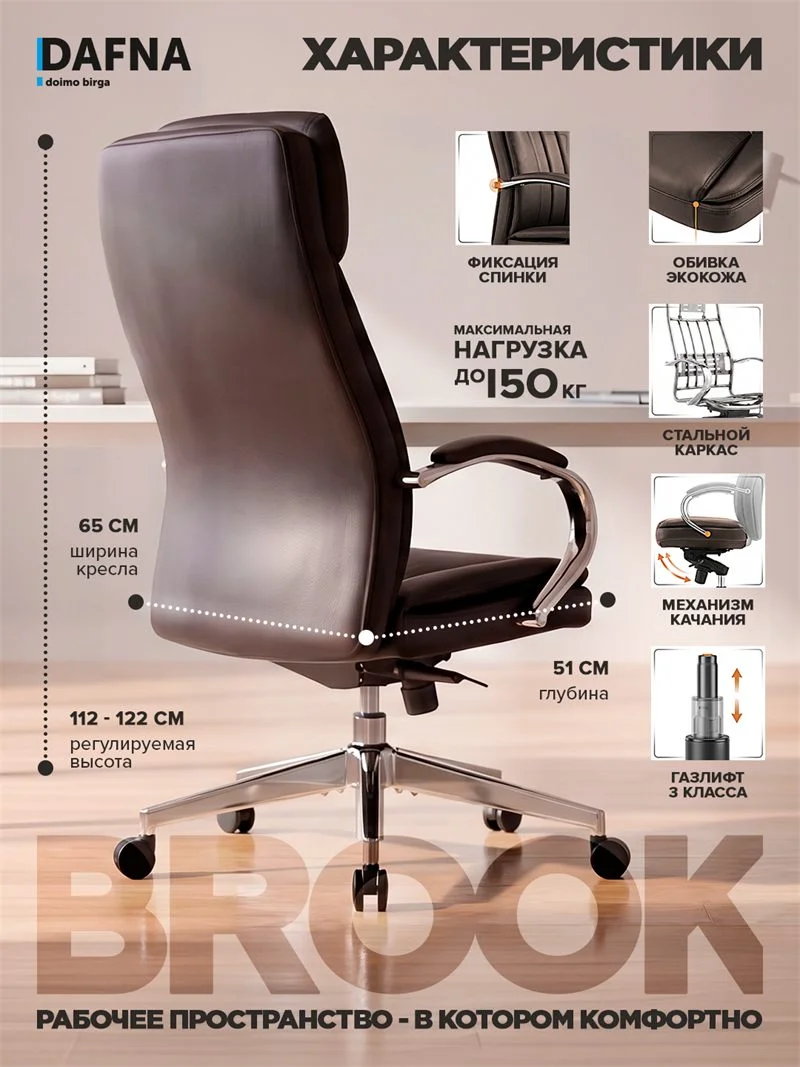 DAFNA
doimo birga
ХАРАКТЕРИСТИКИ
ФИКСАЦИЯ
СПИНКИ
ОБИВКА
ЭКОКОЖА
МАКСИМАЛЬНАЯ
НАГРУЗКА
ДО 150 КГ
СТАЛЬНОЙ
КАРКАС
65 СМ
ширина
кресла
МЕХАНИЗМ
КАЧАНИЯ
51 СМ
глубина
112 - 122 СМ
регулируемая
высота
ГАЗЛИФТ
3 КЛАССА
BROOK
РАБОЧЕЕ ПРОСТРАНСТВО - В КОТОРОМ КОМФОРТНО